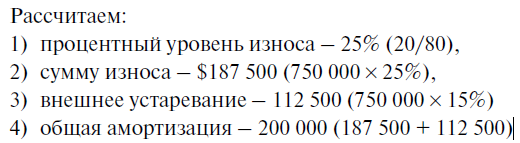 Рассчитаем:
1) процентный уровень износа – 25% (20/80),
2) сумму износа – $187 500 (750 000 × 25%),
3) внешнее устаревание – 112 500 (750 000 × 15%)
4) общая амортизация – 200 000 (187 500 + 112 500)